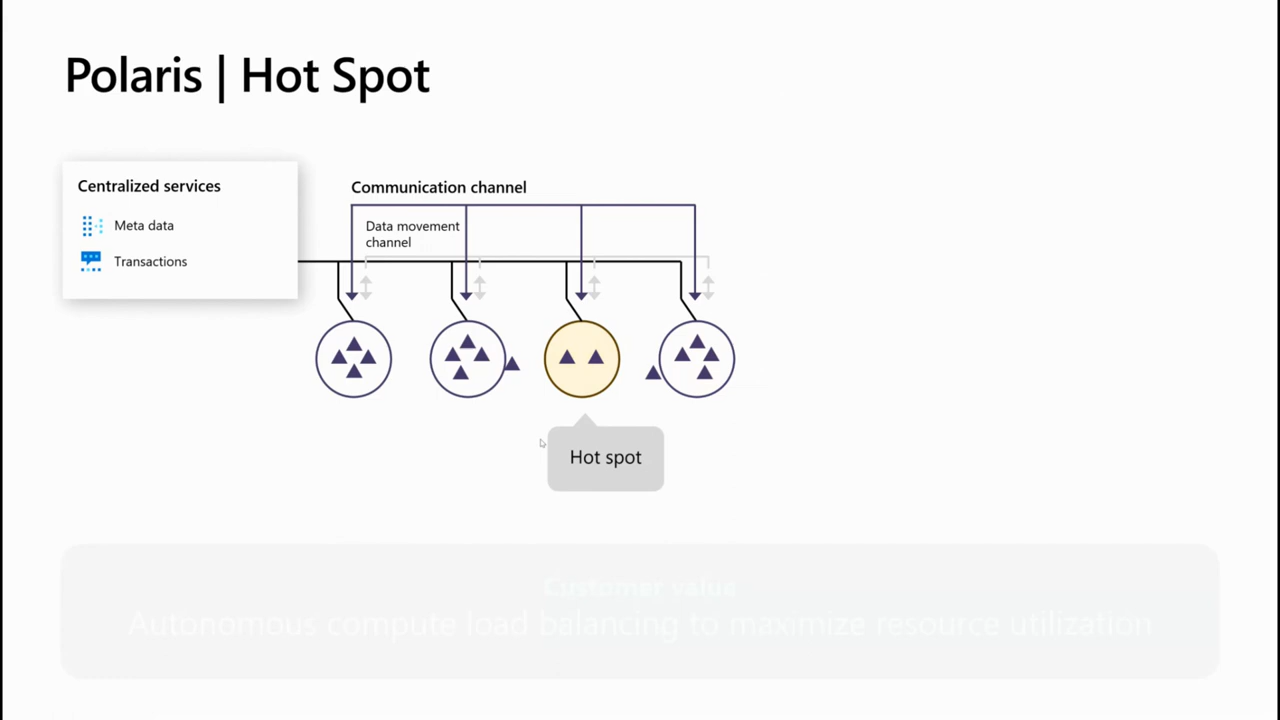 Polaris | Hot Spot
Centralized services
Meta data
Transactions
Communication channel
Data movement
channel
Hot spot
Customer value
Autonomous compute load balancing to maximize resource utilization